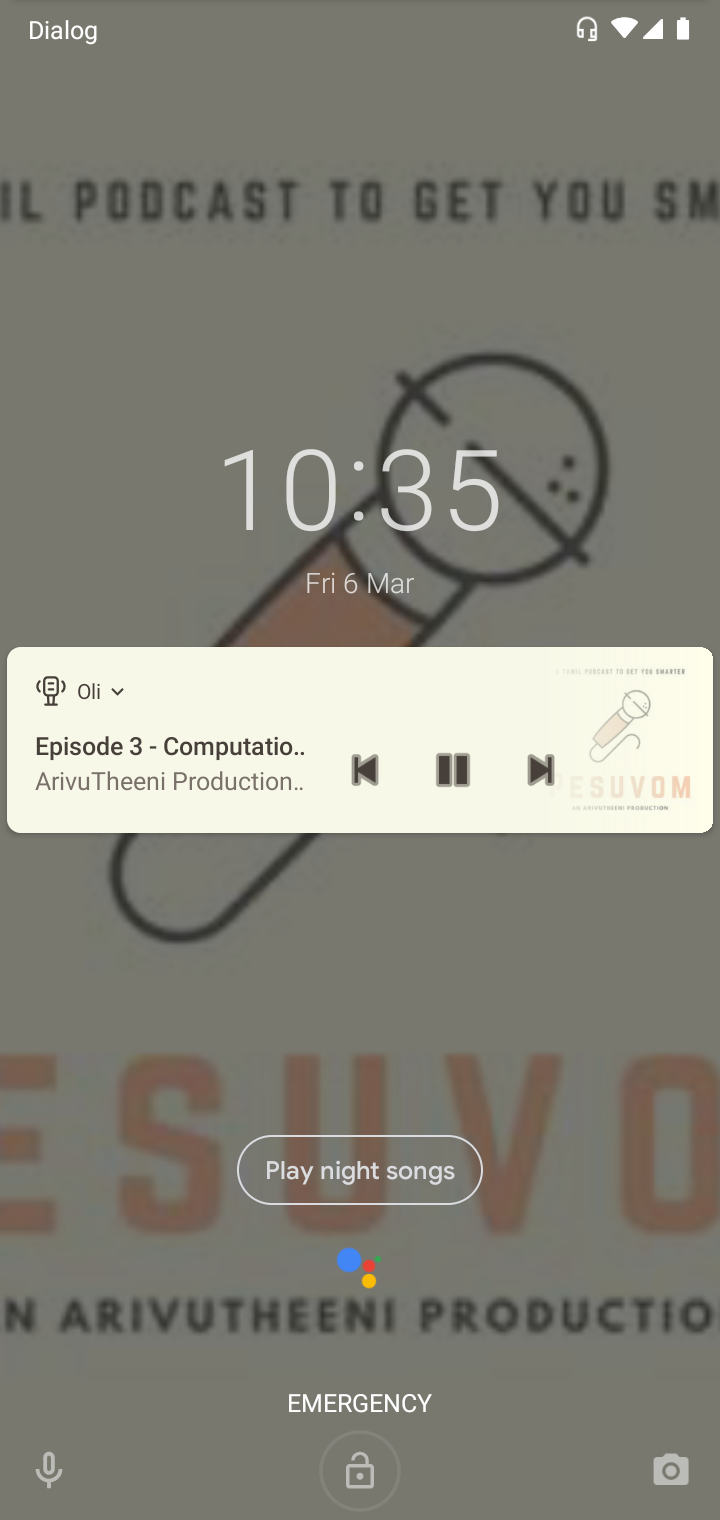 Dialog
IL PODCAST TO GET YOU SM
10:35
Fri 6 Mar
Oli
Episode 3 - Computatio..
ArivuTheeni Production..
A TAMIL PODCAST TO GET YOU SMARTER
PESUVOM
AN ARIVUTHEENI PRODUCTION
ESUVO
Play night songs
N ARIVUTHEENI PRODUCTIO
EMERGENCY